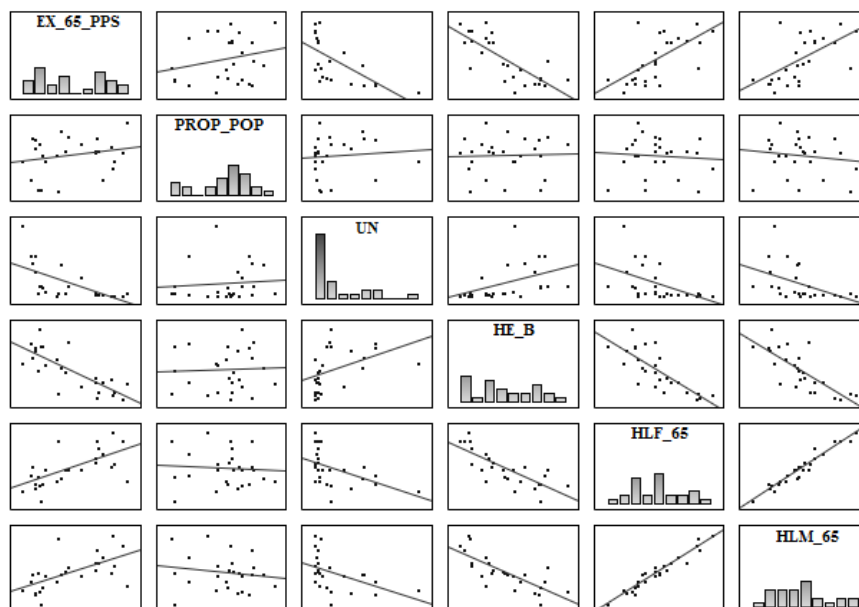 EX_65_PPS
PROP_POP
UN
HE_B
HLF_65
HLM_65